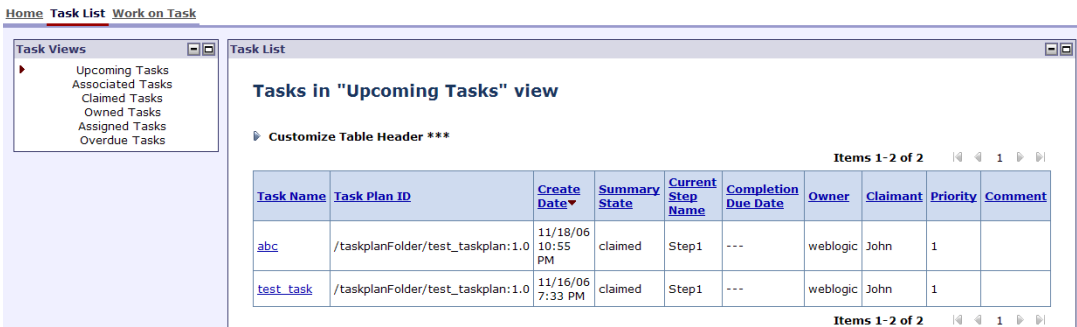 Home Task List Work on Task
Task Views
Upcoming Tasks
Associated Tasks
Claimed Tasks
Owned Tasks
Assigned Tasks
Overdue Tasks
Task List
Tasks in "Upcoming Tasks" view
Customize Table Header ***
Items 1-2 of 2 1
Task Name Task Plan ID Create Date Summary State Current Step Name Completion Due Date Owner Claimant Priority Comment
abc /taskplanFolder/test_taskplan:1.0 11/18/06 10:55 PM claimed Step1 --- weblogic John 1
test_task /taskplanFolder/test_taskplan:1.0 11/16/06 7:33 PM claimed Step1 --- weblogic John 1
Items 1-2 of 2 1